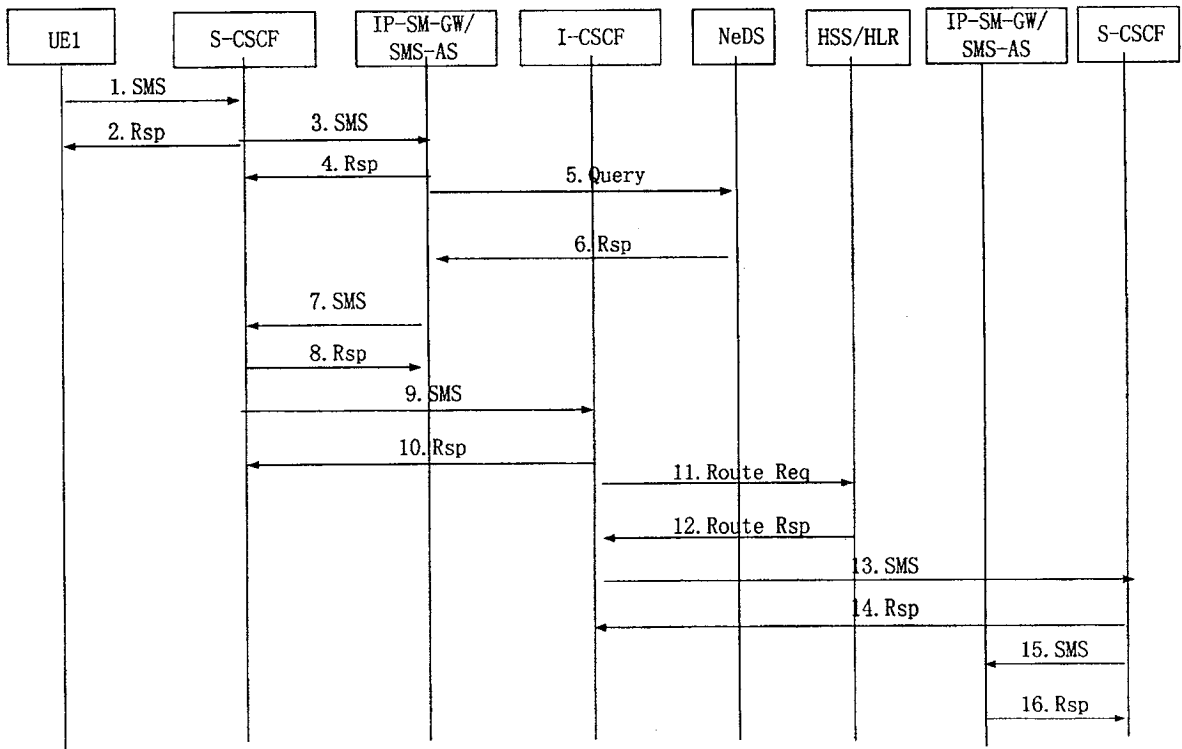 UE1
S-CSCF
IP-SM-GW/
SMS-AS
I-CSCF
NeDS
HSS/HLR
IP-SM-GW/
SMS-AS
S-CSCF
1. SMS
2. Rsp
3. SMS
4. Rsp
5. Query
6. Rsp
7. SMS
8. Rsp
9. SMS
10. Rsp
11. Route Req
12. Route Rsp
13. SMS
14. Rsp
15. SMS
16. Rsp